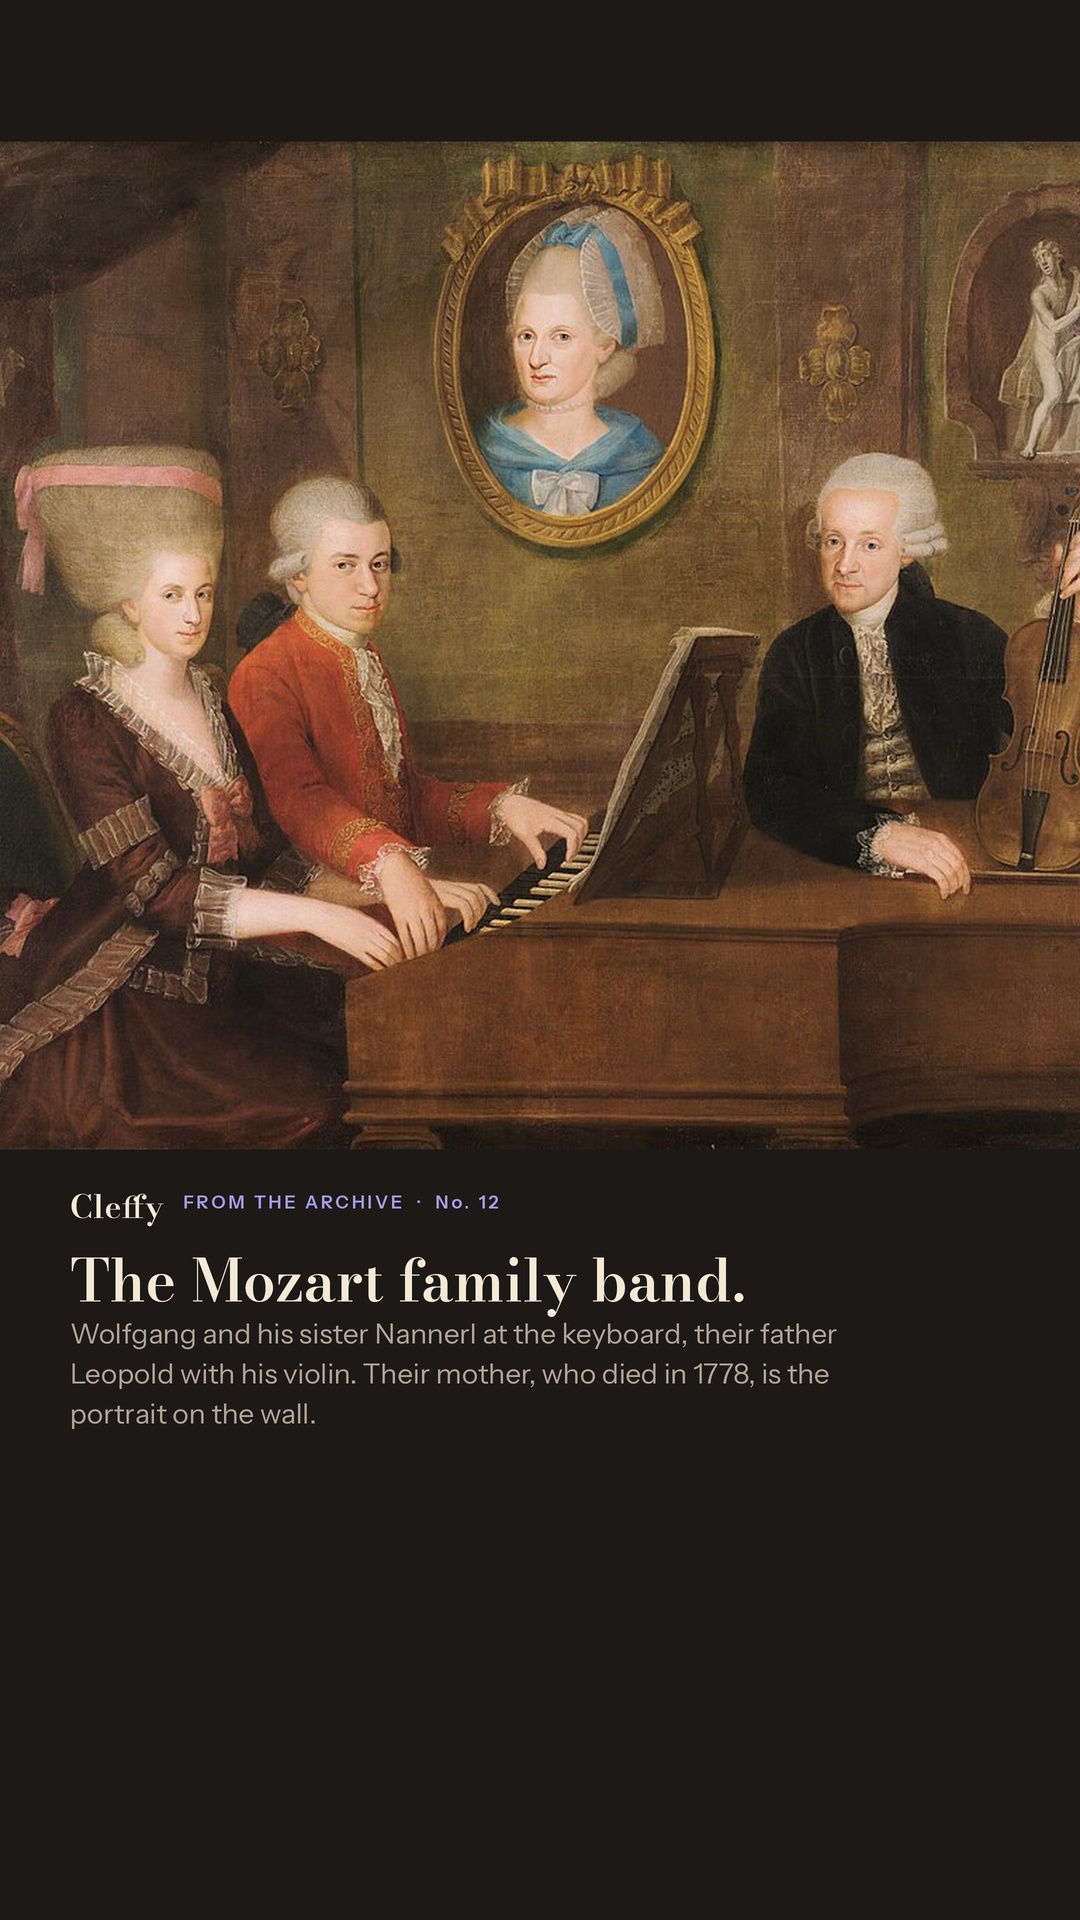 Cleffy FROM THE ARCHIVE · No. 12
The Mozart family band.
Wolfgang and his sister Nannerl at the keyboard, their father
Leopold with his violin. Their mother, who died in 1778, is the
portrait on the wall.